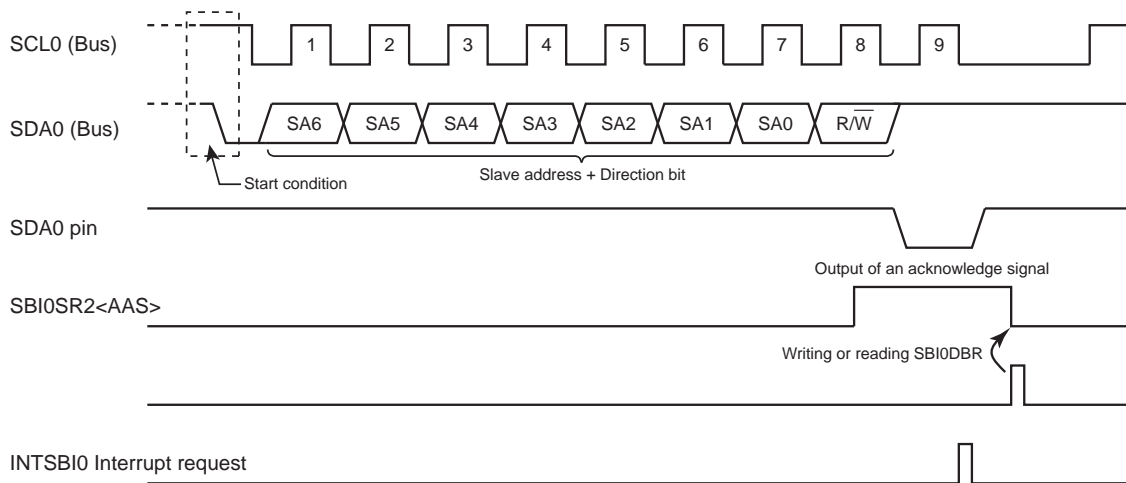 SCL0 (Bus)
1 2 3 4 5 6 7 8 9
SDA0 (Bus)
SA6 SA5 SA4 SA3 SA2 SA1 SA0 R/W̅
Start condition
Slave address + Direction bit
SDA0 pin
Output of an acknowledge signal
SBI0SR2<AAS>
Writing or reading SBI0DBR
INTSBI0 Interrupt request